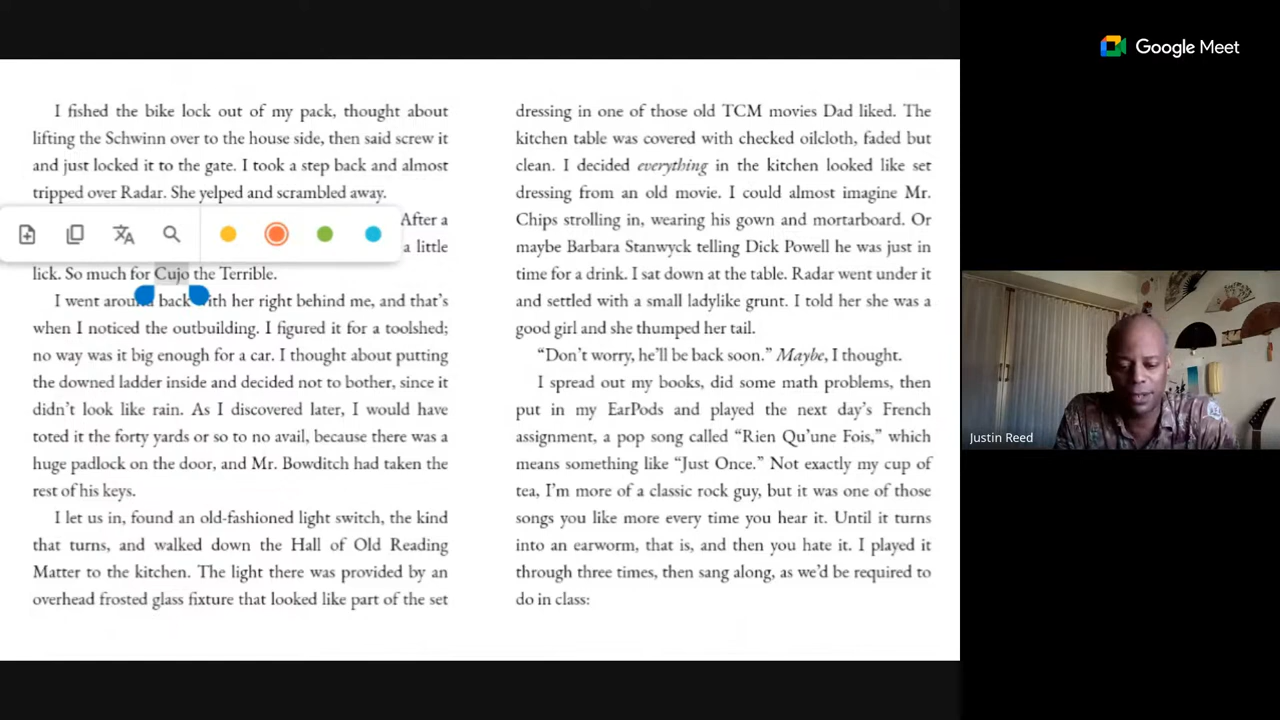 Google Meet
I fished the bike lock out of my pack, thought about
lifting the Schwinn over to the house side, then said screw it
and just locked it to the gate. I took a step back and almost
tripped over Radar. She yelped and scrambled away.
After a
a little
lick. So much for Cujo the Terrible.
I went around back with her right behind me, and that's
when I noticed the outbuilding. I figured it for a toolshed;
no way was it big enough for a car. I thought about putting
the downed ladder inside and decided not to bother, since it
didn't look like rain. As I discovered later, I would have
toted it the forty yards or so to no avail, because there was a
huge padlock on the door, and Mr. Bowditch had taken the
rest of his keys.
I let us in, found an old-fashioned light switch, the kind
that turns, and walked down the Hall of Old Reading
Matter to the kitchen. The light there was provided by an
overhead frosted glass fixture that looked like part of the set
dressing in one of those old TCM movies Dad liked. The
kitchen table was covered with checked oilcloth, faded but
clean. I decided everything in the kitchen looked like set
dressing from an old movie. I could almost imagine Mr.
Chips strolling in, wearing his gown and mortarboard. Or
maybe Barbara Stanwyck telling Dick Powell he was just in
time for a drink. I sat down at the table. Radar went under it
and settled with a small ladylike grunt. I told her she was a
good girl and she thumped her tail.
“Don't worry, he'll be back soon.” Maybe, I thought.
I spread out my books, did some math problems, then
put in my EarPods and played the next day's French
assignment, a pop song called “Rien Qu'une Fois,” which
means something like “Just Once.” Not exactly my cup of
tea, I'm more of a classic rock guy, but it was one of those
songs you like more every time you hear it. Until it turns
into an earworm, that is, and then you hate it. I played it
through three times, then sang along, as we'd be required to
do in class:
Justin Reed